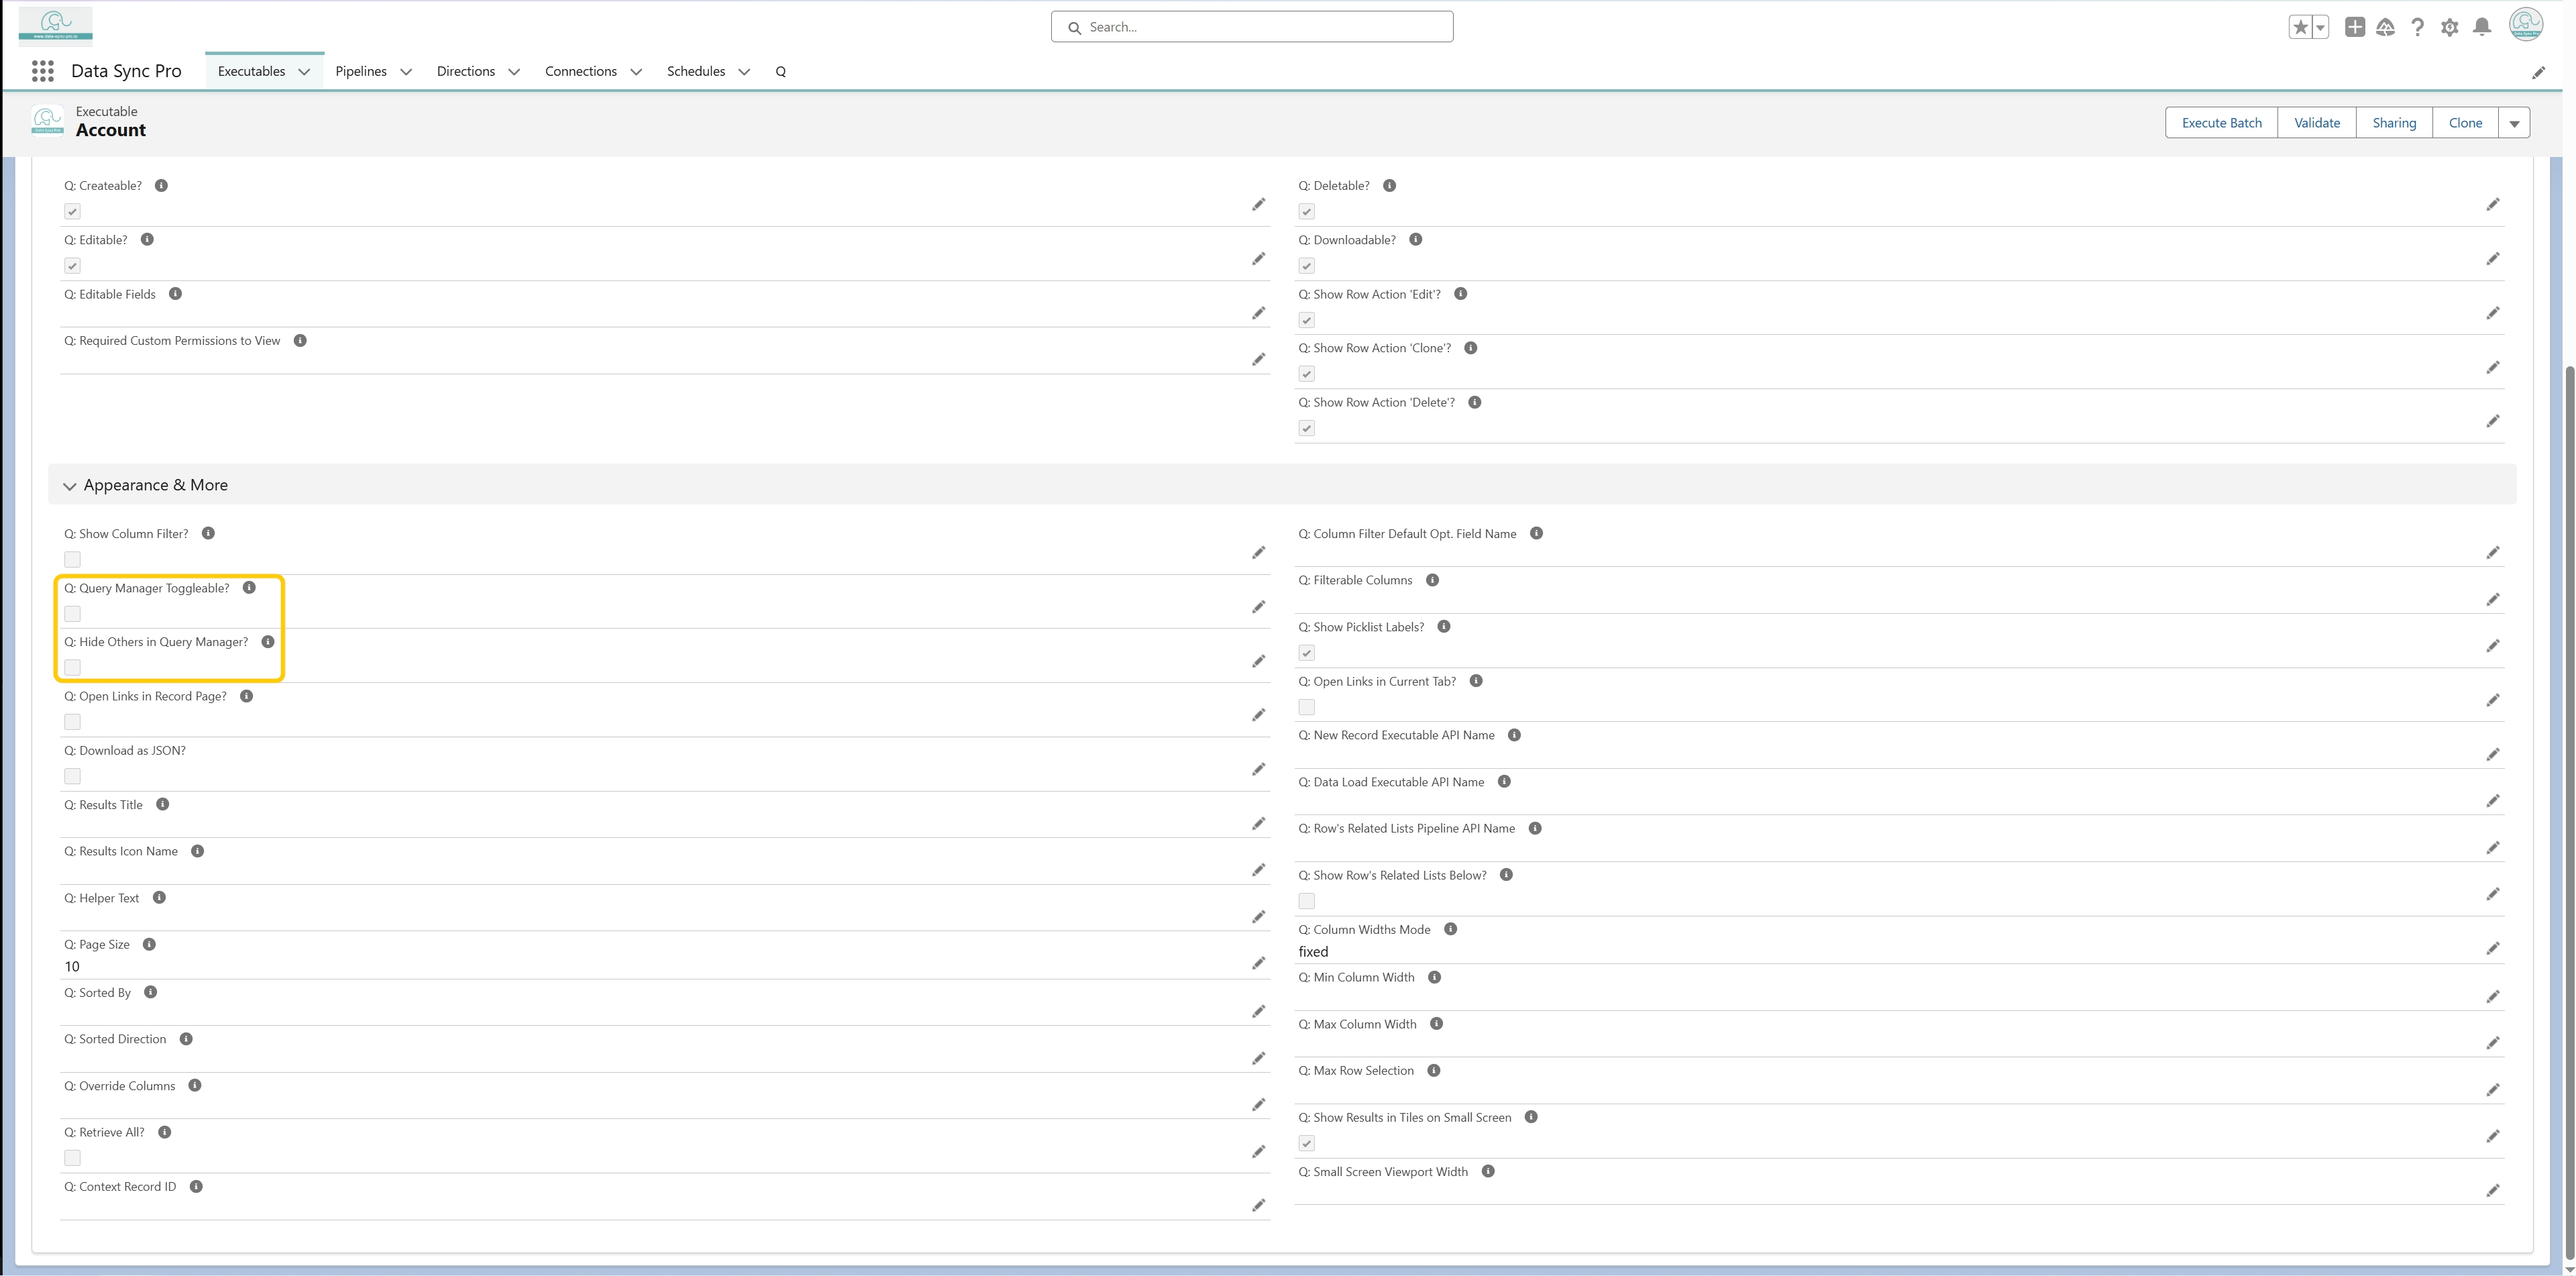 www.data-sync-pro.ie
Search...
Data Sync Pro
Executables
Pipelines
Directions
Connections
Schedules
Q
Executable
Account
Execute Batch
Validate
Sharing
Clone
Q: Createable?
Q: Deletable?
Q: Editable?
Q: Downloadable?
Q: Editable Fields
Q: Show Row Action 'Edit'?
Q: Required Custom Permissions to View
Q: Show Row Action 'Clone'?
Q: Show Row Action 'Delete'?
Appearance & More
Q: Show Column Filter?
Q: Column Filter Default Opt. Field Name
Q: Query Manager Toggleable?
Q: Filterable Columns
Q: Hide Others in Query Manager?
Q: Show Picklist Labels?
Q: Open Links in Record Page?
Q: Open Links in Current Tab?
Q: Download as JSON?
Q: New Record Executable API Name
Q: Results Title
Q: Data Load Executable API Name
Q: Results Icon Name
Q: Row's Related Lists Pipeline API Name
Q: Helper Text
Q: Show Row's Related Lists Below?
Q: Page Size
10
Q: Column Widths Mode
fixed
Q: Sorted By
Q: Min Column Width
Q: Sorted Direction
Q: Max Column Width
Q: Override Columns
Q: Max Row Selection
Q: Retrieve All?
Q: Show Results in Tiles on Small Screen
Q: Context Record ID
Q: Small Screen Viewport Width